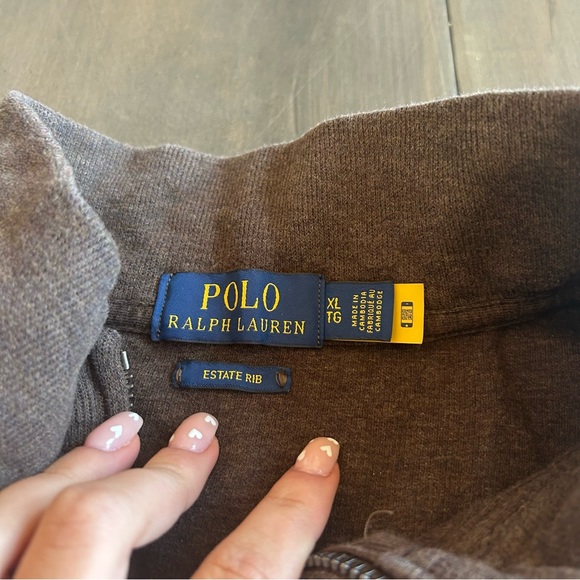 POLO
RALPH LAUREN
XL
TG
MADE IN
CAMBODIA
FABRIQUÉ AU
CAMBODGE
ESTATE RIB